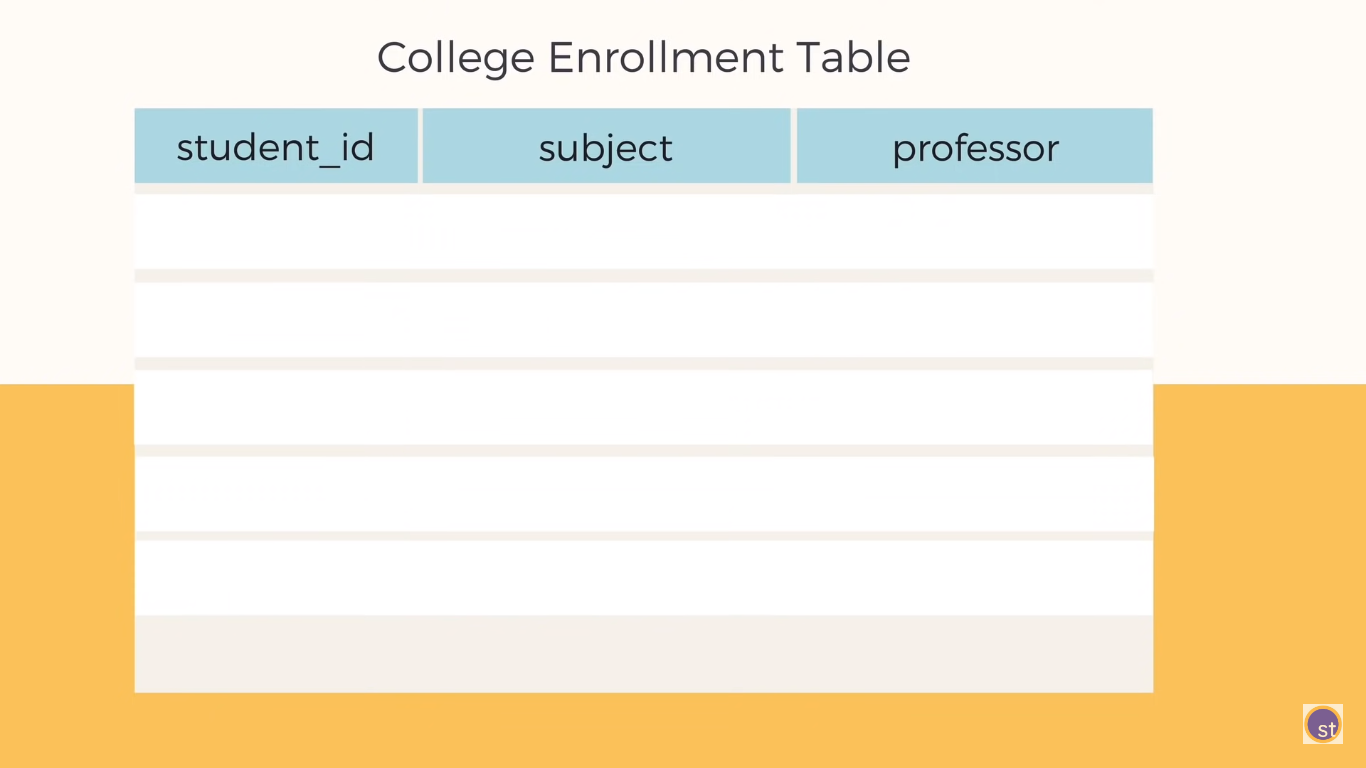 College Enrollment Table
student_id subject professor
st